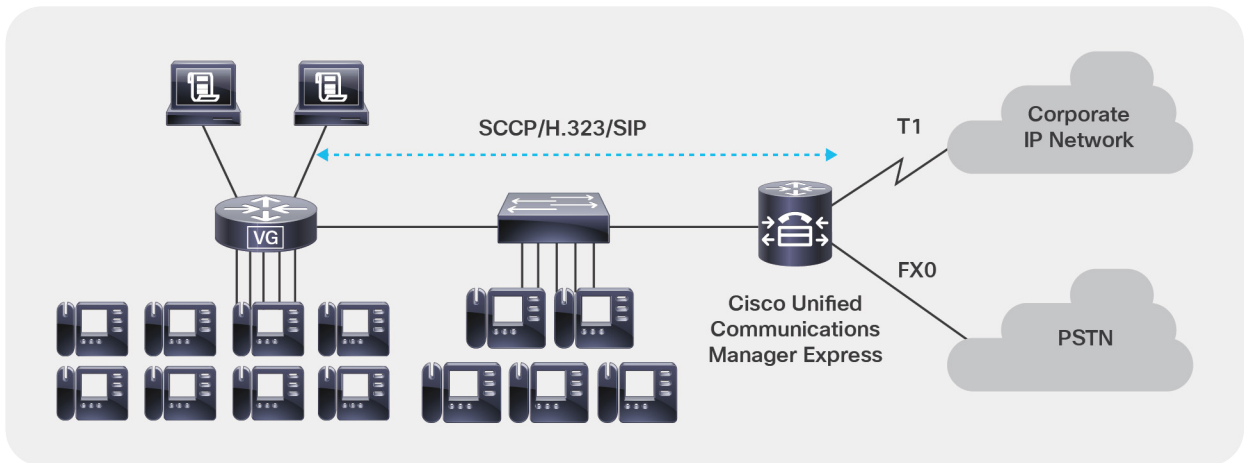 SCCP/H.323/SIP
T1
Corporate
IP Network
VG
FX0
Cisco Unified
Communications
Manager Express
PSTN